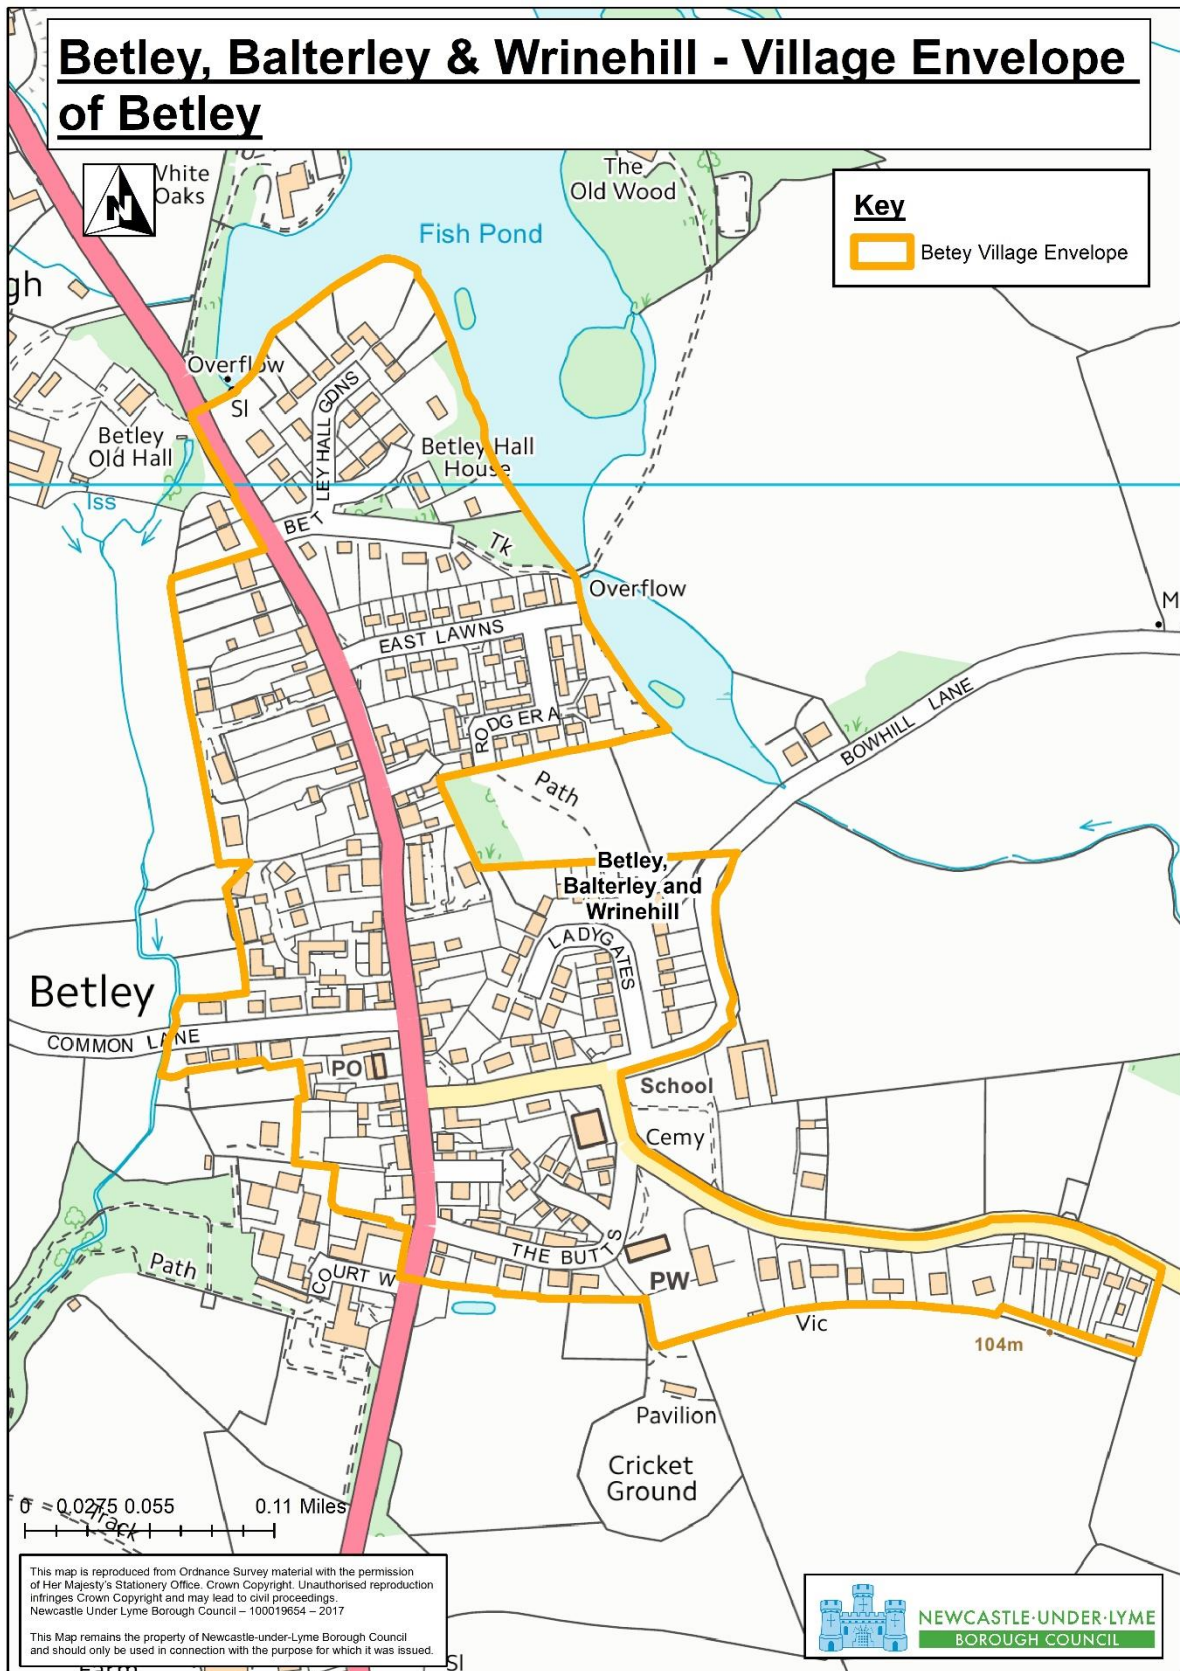 Betley, Balterley & Wrinehill - Village Envelope
of Betley
N
The
Old Wood
Key
Betey Village Envelope
Fish Pond
Overflow
SI
Betley
Old Hall
LEY HALL GDNS
Betley Hall
House
Iss
BET
Tk
Overflow
M
EAST LAWNS
RODGER A
BOWHILL LANE
Path
Betley,
Balterley and
Wrinehill
LADYGATES
Betley
COMMON LANE
PO
School
Cemy
THE BUTTS
PW
Path
COURT W
Vic
104m
Pavilion
Cricket
Ground
0 0.0275 0.055 0.11 Miles
Track
This map is reproduced from Ordnance Survey material with the permission
of Her Majesty's Stationery Office. Crown Copyright. Unauthorised reproduction
infringes Crown Copyright and may lead to civil proceedings.
Newcastle Under Lyme Borough Council – 100019654 – 2017
This Map remains the property of Newcastle-under-Lyme Borough Council
and should only be used in connection with the purpose for which it was issued.
SI
NEWCASTLE·UNDER·LYME
BOROUGH COUNCIL